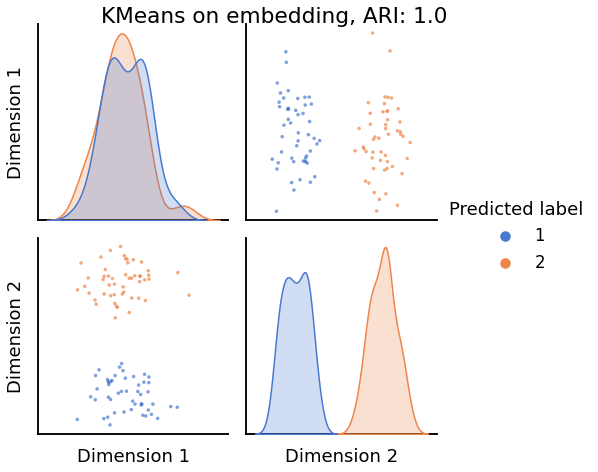 KMeans on embedding, ARI: 1.0
Dimension 1
Dimension 2
Dimension 1
Dimension 2
Predicted label
1
2